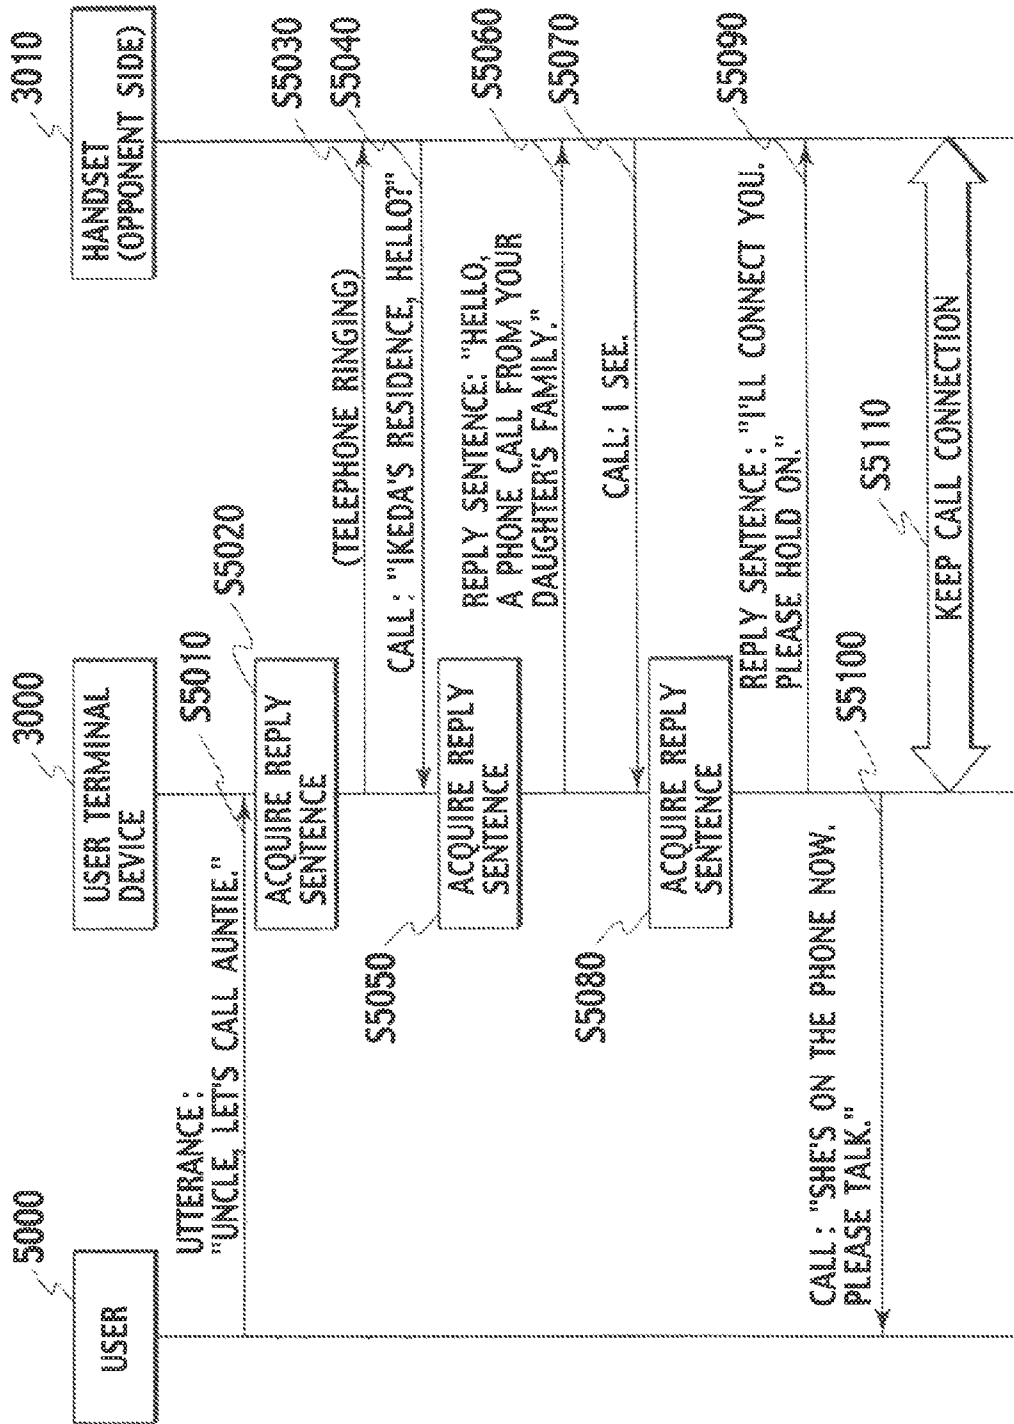 5000
USER
3000
USER TERMINAL
DEVICE
3010
HANDSET
(OPPONENT SIDE)
UTTERANCE :
"UNCLE, LET'S CALL AUNTIE."
S5010
S5020
ACQUIRE REPLY
SENTENCE
(TELEPHONE RINGING)
S5030
CALL : "IKEDA'S RESIDENCE, HELLO?"
S5040
S5050
ACQUIRE REPLY
SENTENCE
REPLY SENTENCE: "HELLO,
A PHONE CALL FROM YOUR
DAUGHTER'S FAMILY."
S5060
CALL: I SEE.
S5070
S5080
ACQUIRE REPLY
SENTENCE
REPLY SENTENCE : "I'LL CONNECT YOU.
PLEASE HOLD ON."
S5090
CALL : "SHE'S ON THE PHONE NOW.
PLEASE TALK."
S5100
S5110
KEEP CALL CONNECTION